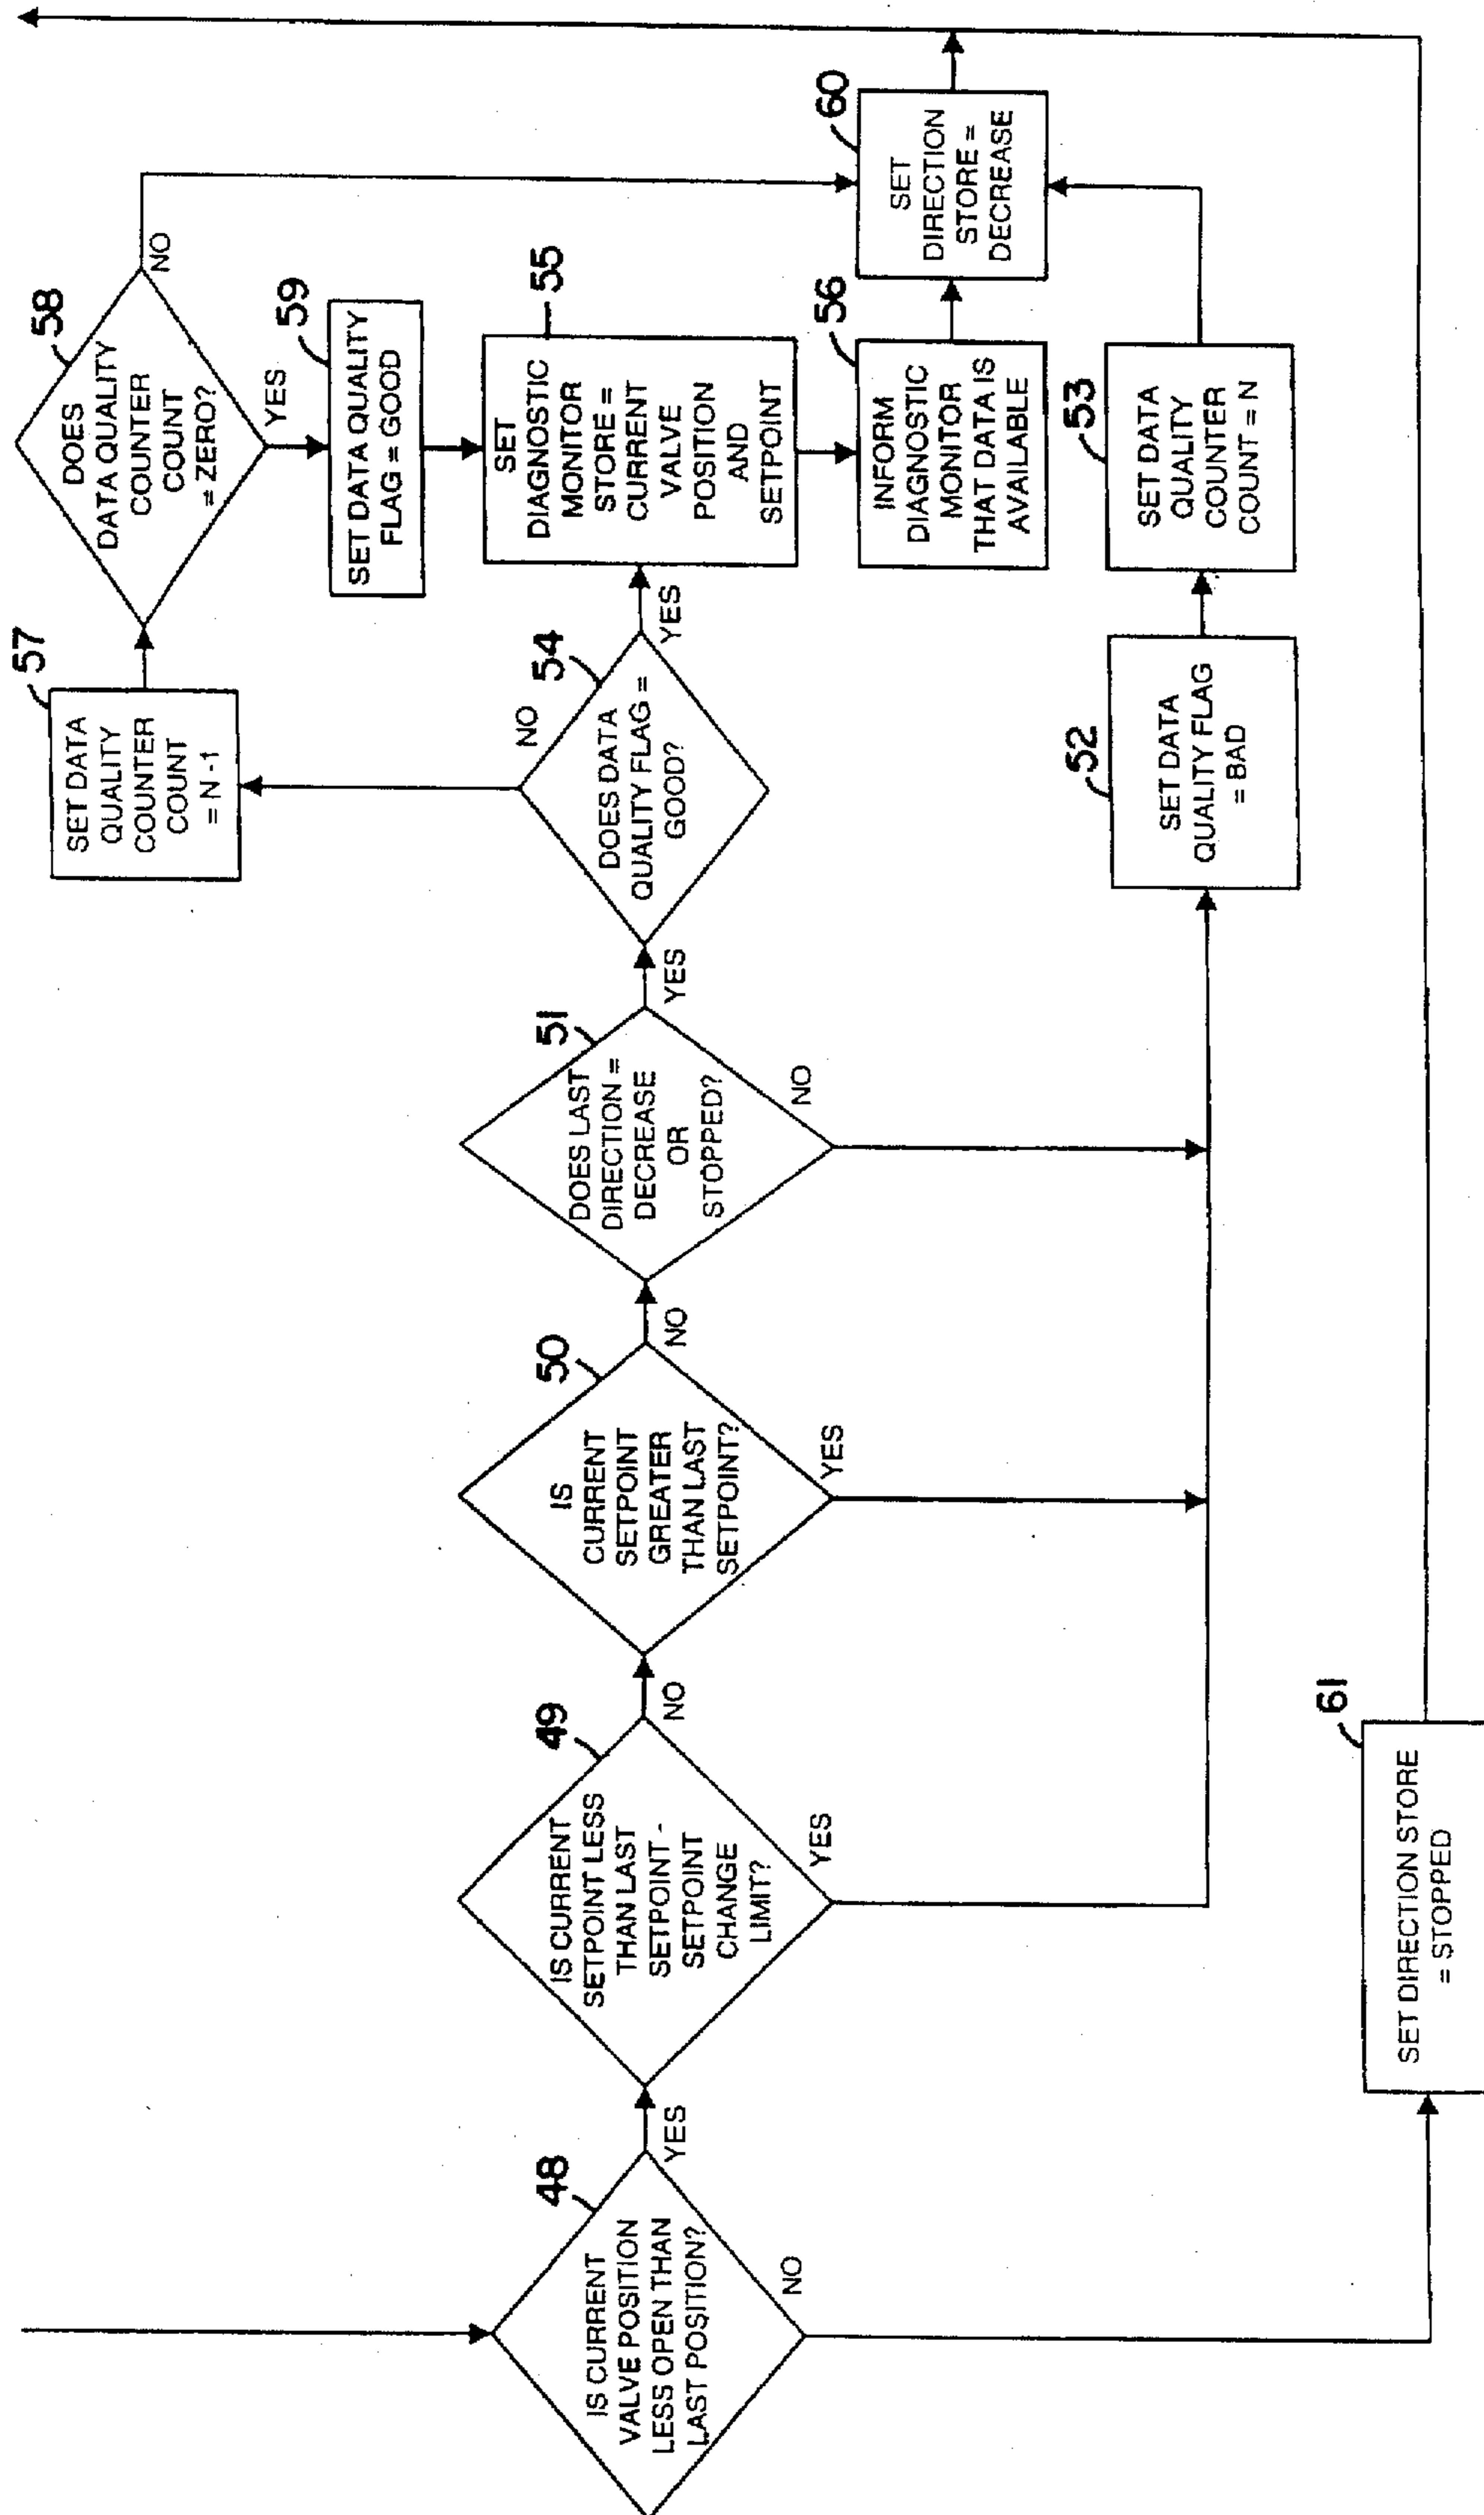 48
IS CURRENT
VALVE POSITION
LESS OPEN THAN
LAST POSITION?
YES
NO
49
IS CURRENT
SETPOINT LESS
THAN LAST
SETPOINT -
SETPOINT
CHANGE
LIMIT?
NO
YES
50
IS
CURRENT
SETPOINT
GREATER
THAN LAST
SETPOINT?
NO
YES
51
DOES LAST
DIRECTION =
DECREASE
OR
STOPPED?
YES
NO
54
DOES DATA
QUALITY FLAG =
GOOD?
NO
YES
57
SET DATA
QUALITY
COUNTER
COUNT
= N -1
58
DOES
DATA QUALITY
COUNTER
COUNT
= ZERO?
NO
YES
59
SET DATA QUALITY
FLAG = GOOD
55
SET
DIAGNOSTIC
MONITOR
STORE =
CURRENT
VALVE
POSITION
AND
SETPOINT
56
INFORM
DIAGNOSTIC
MONITOR
THAT DATA IS
AVAILABLE
60
SET
DIRECTION
STORE =
DECREASE
52
SET DATA
QUALITY FLAG
= BAD
53
SET DATA
QUALITY
COUNTER
COUNT = N
61
SET DIRECTION STORE
= STOPPED